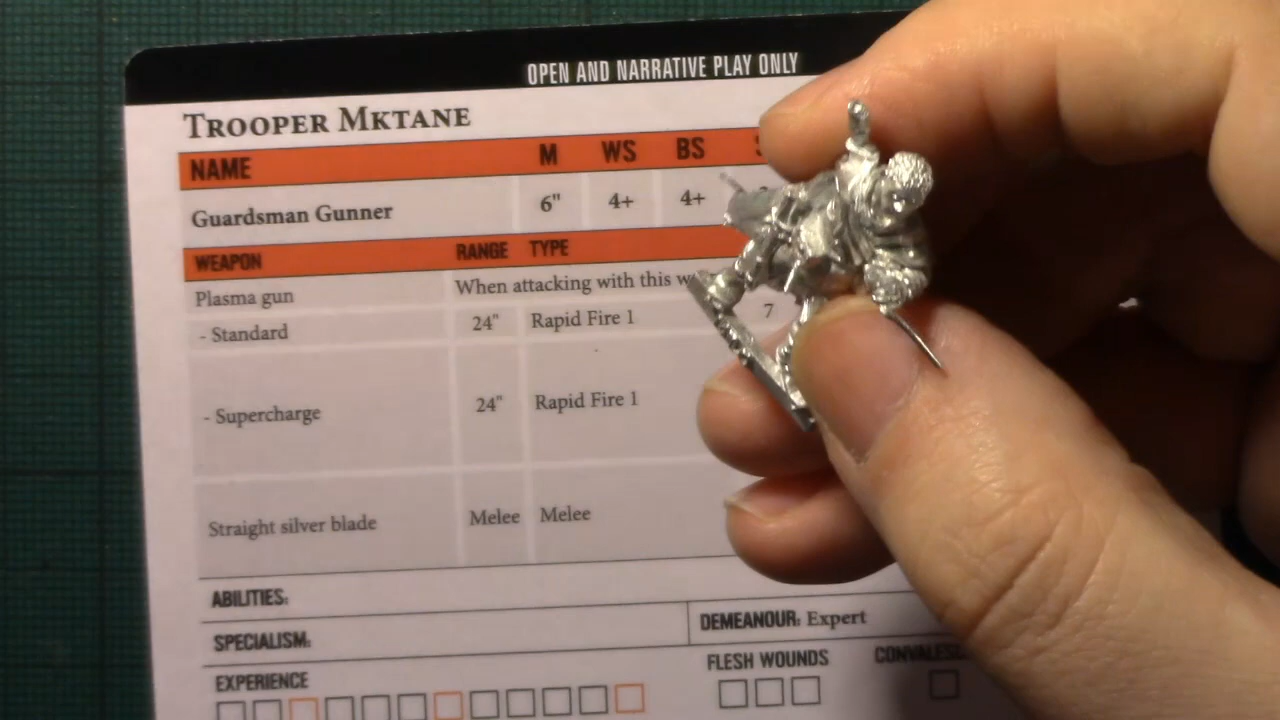 OPEN AND NARRATIVE PLAY ONLY
TROOPER MKTANE
NAME M WS BS
Guardsman Gunner 6" 4+ 4+
WEAPON RANGE TYPE
Plasma gun When attacking with this
- Standard 24" Rapid Fire 1 7
- Supercharge 24" Rapid Fire 1
Straight silver blade Melee Melee
ABILITIES:
SPECIALISM: DEMEANOUR: Expert
EXPERIENCE FLESH WOUNDS